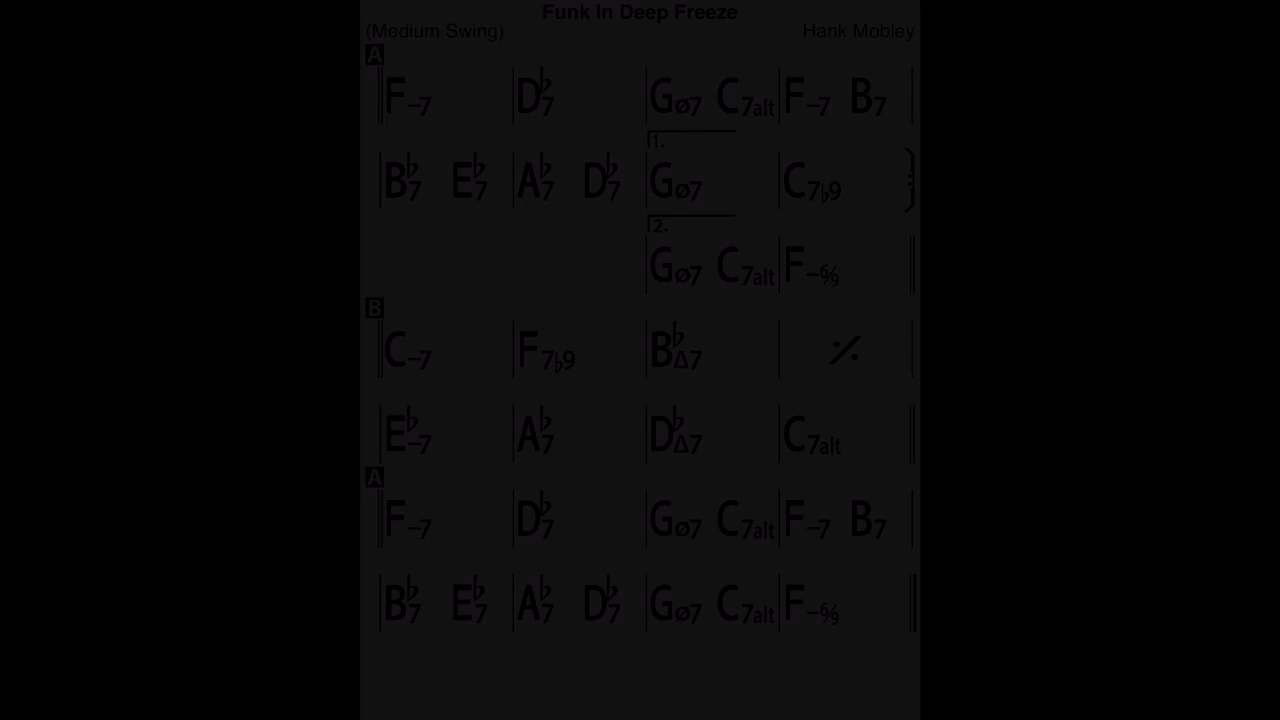 Funk In Deep Freeze
(Medium Swing) Hank Mobley
A
F–7 D♭7 Gø7 C7alt F–7 B7
1.
B♭7 E♭7 A♭7 D♭7 Gø7 C7♭9
2.
Gø7 C7alt F–6/9
B
C–7 F7♭9 B♭Δ7 𝄎
E♭–7 A♭7 D♭Δ7 C7alt
A
F–7 D♭7 Gø7 C7alt F–7 B7
B♭7 E♭7 A♭7 D♭7 Gø7 C7alt F–6/9